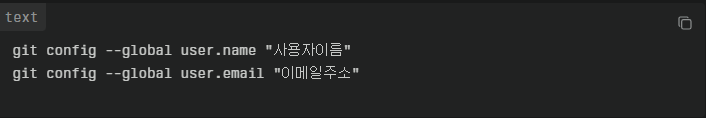 text
git config --global user.name "사용자이름"
git config --global user.email "이메일주소"